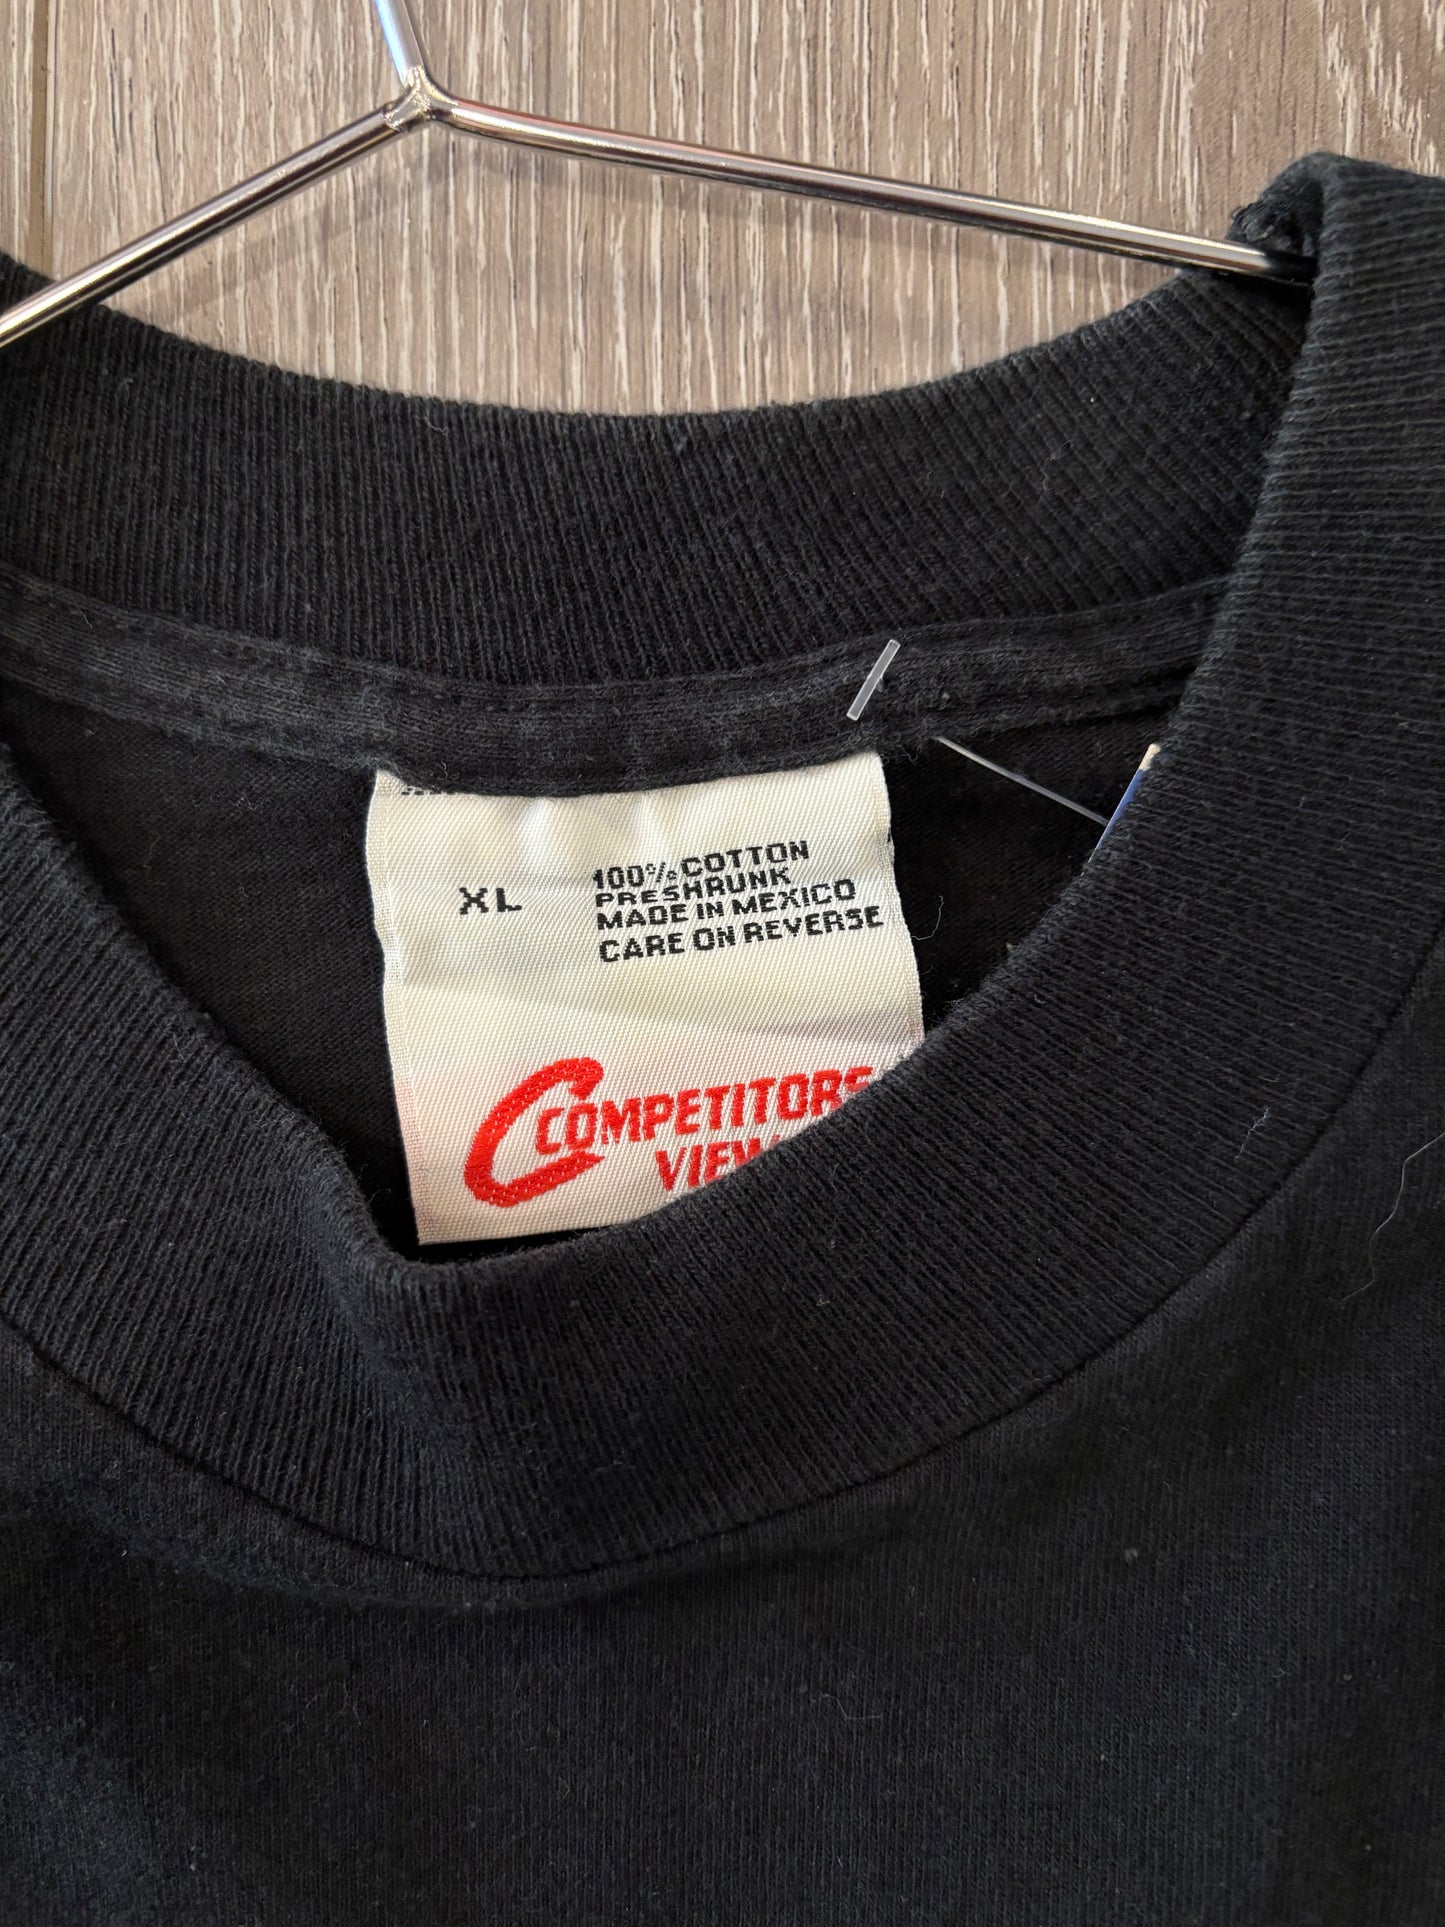 XL
100% COTTON
PRESHRUNK
MADE IN MEXICO
CARE ON REVERSE
COMPETITORS
VIEW